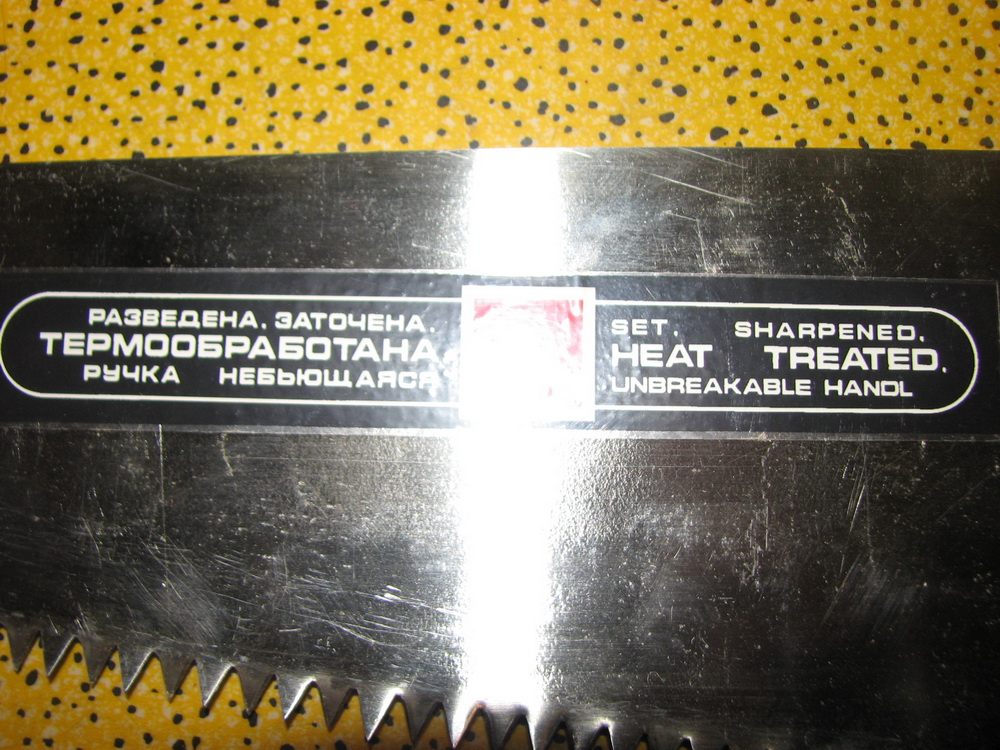 РАЗВЕДЕНА. ЗАТОЧЕНА.
ТЕРМООБРАБОТАНА.
РУЧКА НЕБЬЮЩАЯСЯ
SET. SHARPENED.
HEAT TREATED.
UNBREAKABLE HANDL